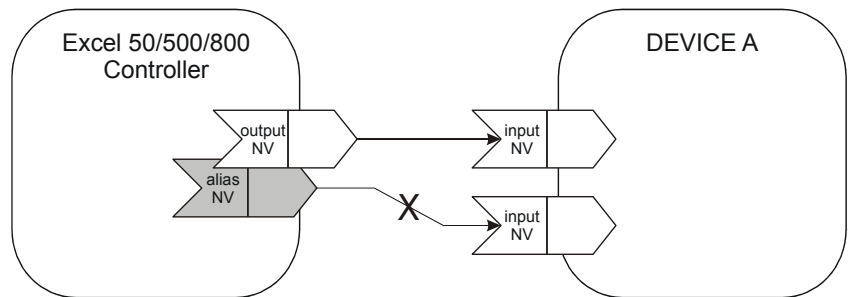 Excel 50/500/800
Controller
DEVICE A
output
NV
input
NV
alias
NV
X
input
NV